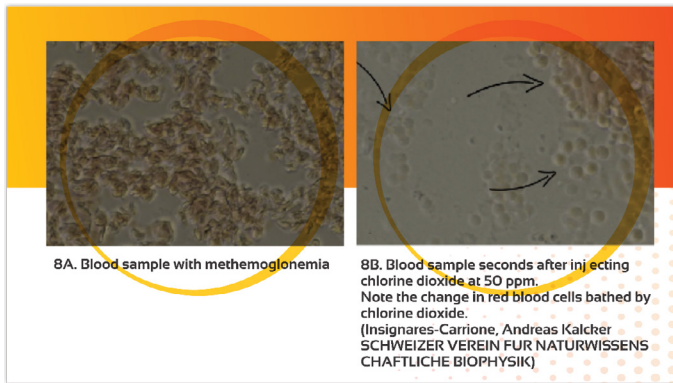 8A. Blood sample with methemoglonemia
8B. Blood sample seconds after inj ecting
chlorine dioxide at 50 ppm.
Note the change in red blood cells bathed by
chlorine dioxide.
(Insignares-Carrione, Andreas Kalcker
SCHWEIZER VEREIN FUR NATURWISSENS
CHAFTLICHE BIOPHYSIK)